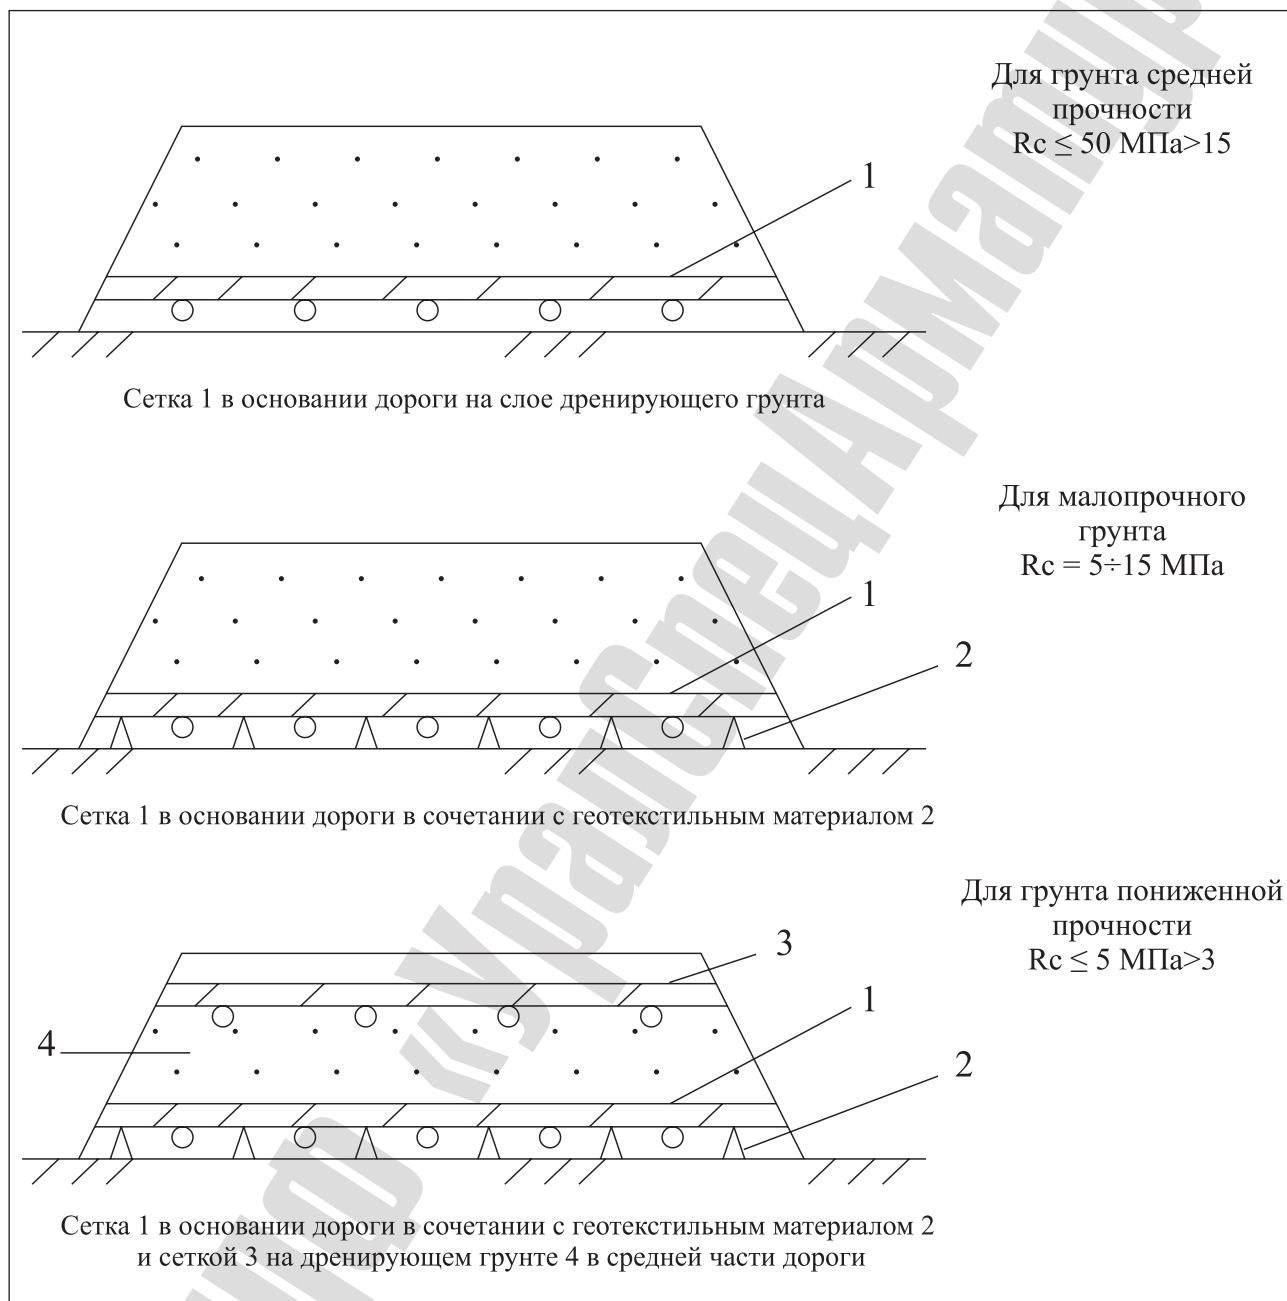 Для грунта средней
прочности
Rc ≤ 50 МПа>15
1
Сетка 1 в основании дороги на слое дренирующего грунта
Для малопрочного
грунта
Rc = 5÷15 МПа
1
2
Сетка 1 в основании дороги в сочетании с геотекстильным материалом 2
Для грунта пониженной
прочности
Rc ≤ 5 МПа>3
3
1
4
2
Сетка 1 в основании дороги в сочетании с геотекстильным материалом 2
и сеткой 3 на дренирующем грунте 4 в средней части дороги
«УралСпецАрматур